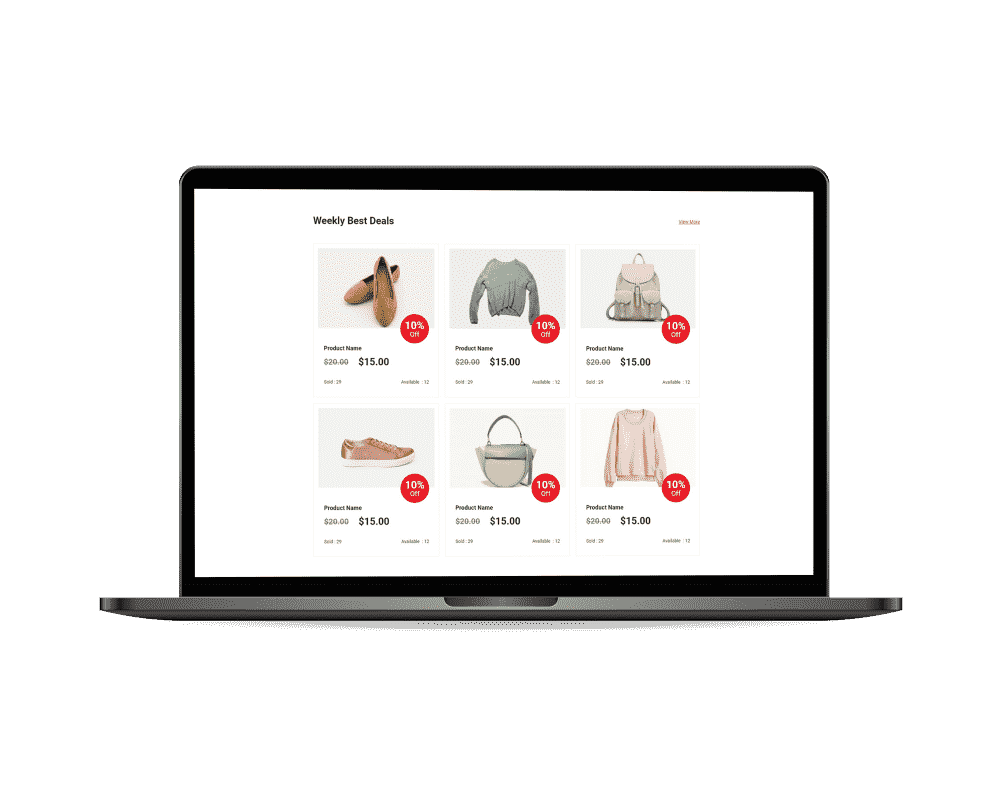 Weekly Best Deals
View More
10%
Off
10%
Off
10%
Off
Product Name
Product Name
Product Name
$20.00 $15.00
$20.00 $15.00
$20.00 $15.00
Sold : 29 Available : 12
Sold : 29 Available : 12
Sold : 29 Available : 12
10%
Off
10%
Off
10%
Off
Product Name
Product Name
Product Name
$20.00 $15.00
$20.00 $15.00
$20.00 $15.00
Sold : 29 Available : 12
Sold : 29 Available : 12
Sold : 29 Available : 12